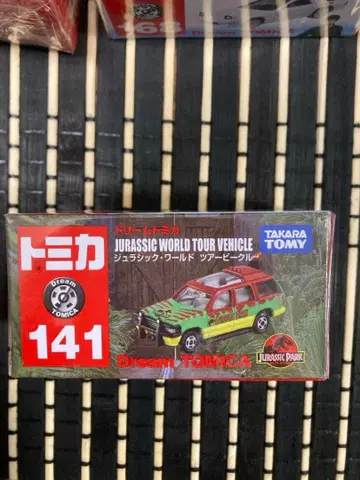 163
トミカ
Dream
TOMICA
141
ドリームトミカ
JURASSIC WORLD TOUR VEHICLE
ジュラシック・ワールド ツアービークル
TAKARA
TOMY
Dream TOMICA
JURASSIC PARK